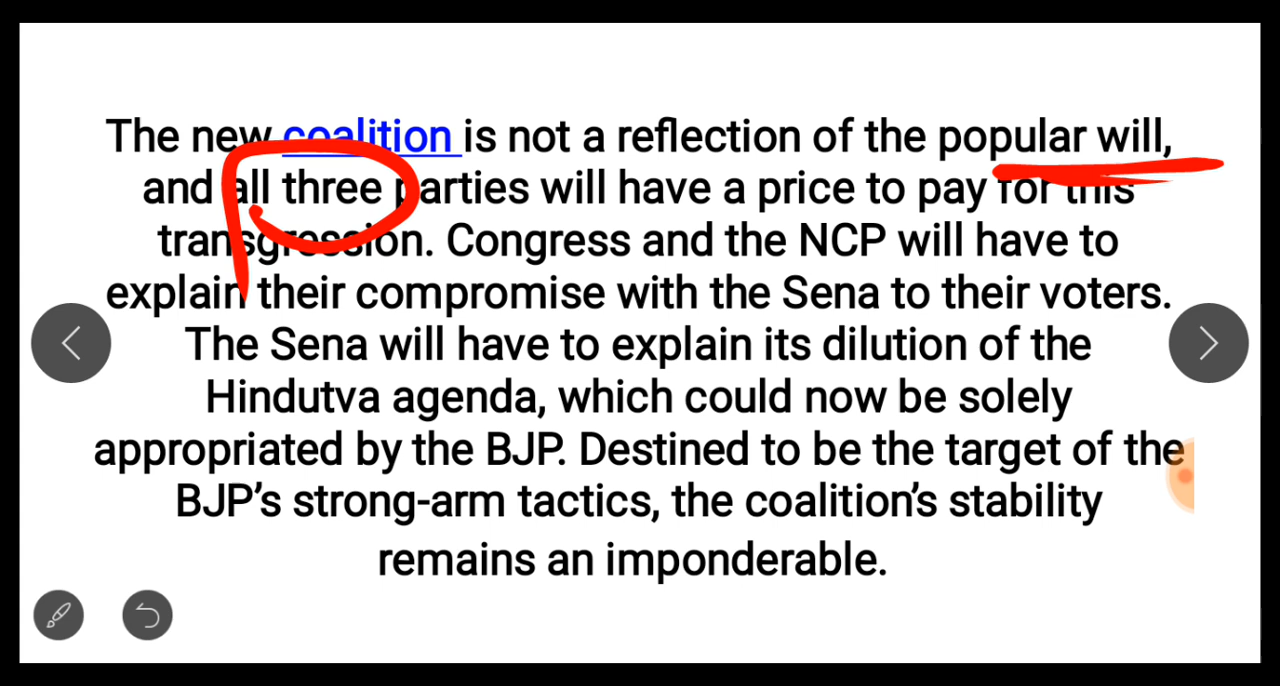 The new coalition is not a reflection of the popular will,
and all three parties will have a price to pay for this
transgression. Congress and the NCP will have to
explain their compromise with the Sena to their voters.
The Sena will have to explain its dilution of the
Hindutva agenda, which could now be solely
appropriated by the BJP. Destined to be the target of the
BJP’s strong-arm tactics, the coalition’s stability
remains an imponderable.